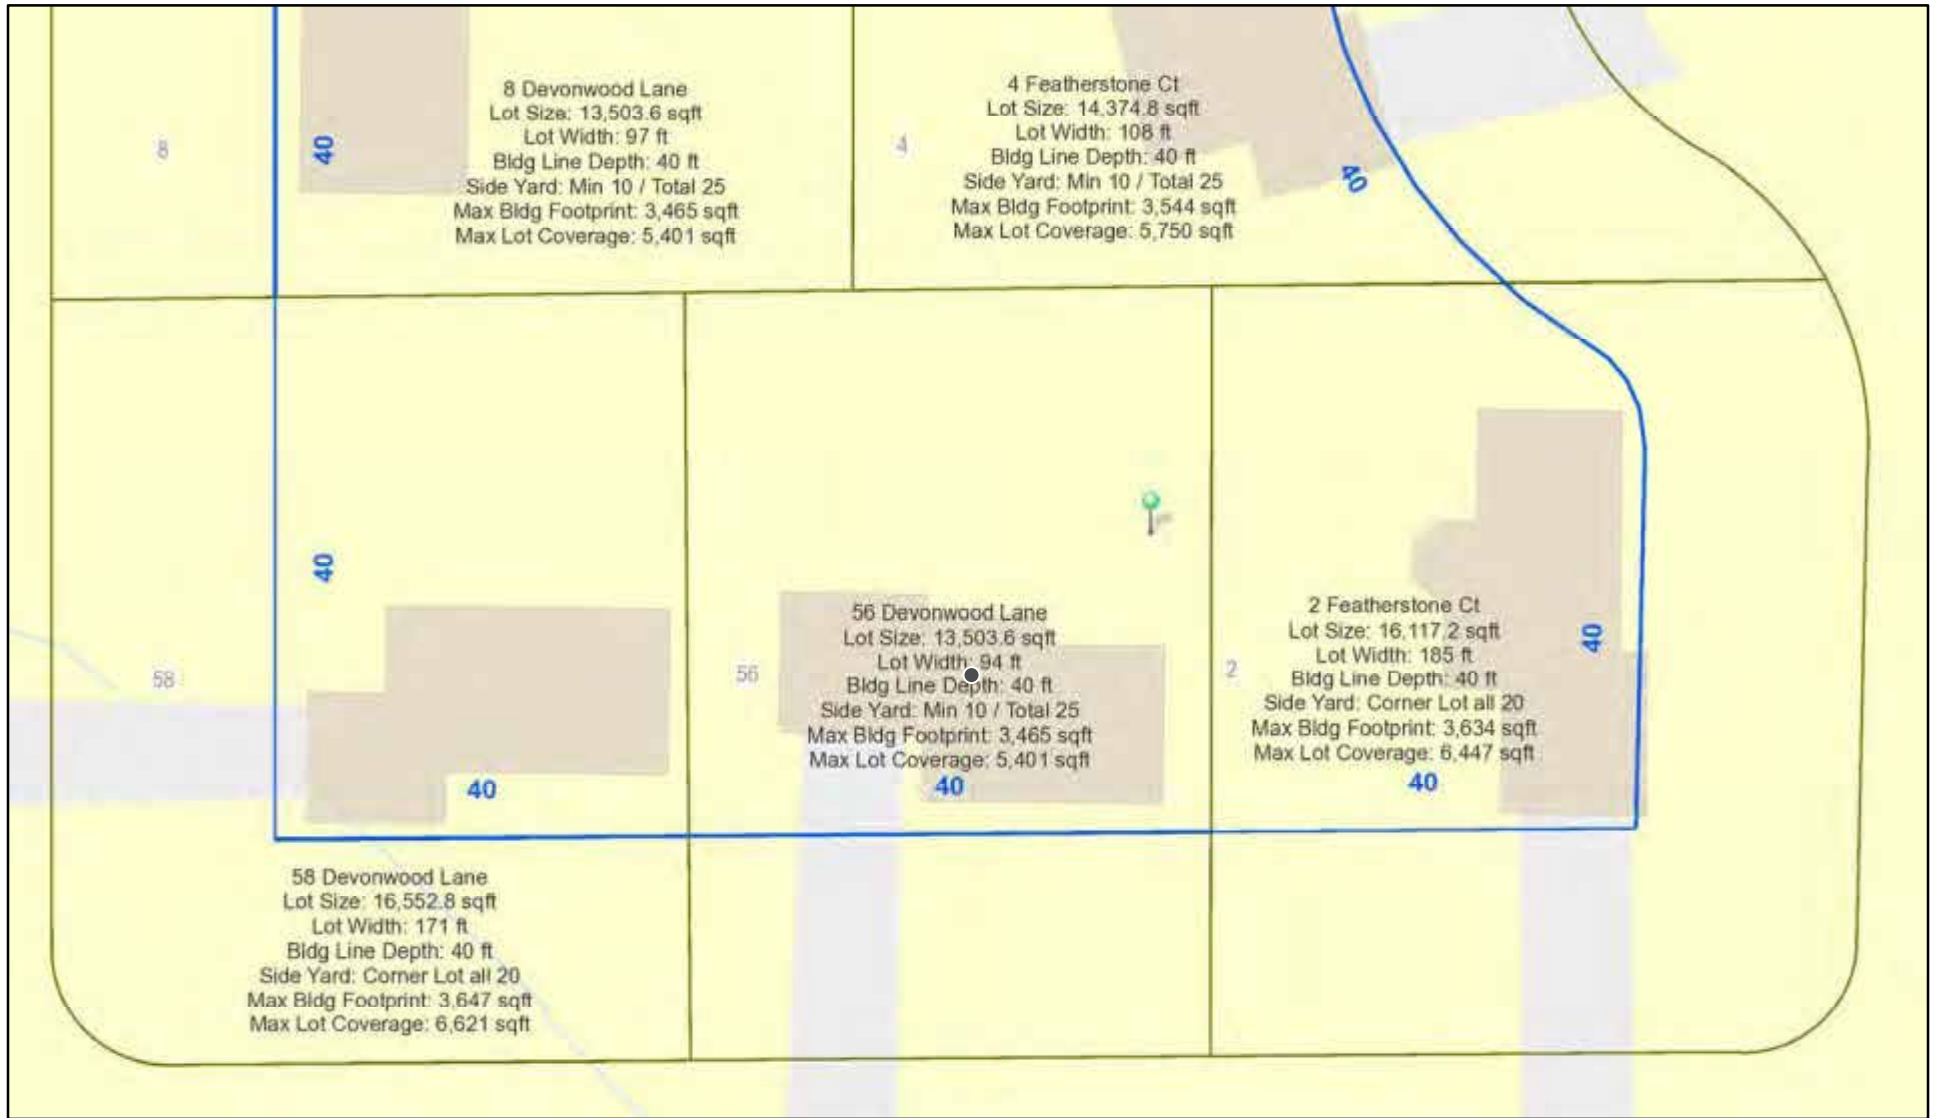 8 Devonwood Lane
Lot Size: 13,503.6 sqft
Lot Width: 97 ft
Bldg Line Depth: 40 ft
Side Yard: Min 10 / Total 25
Max Bldg Footprint: 3,465 sqft
Max Lot Coverage: 5,401 sqft
8
40
4 Featherstone Ct
Lot Size: 14,374.8 sqft
Lot Width: 108 ft
Bldg Line Depth: 40 ft
Side Yard: Min 10 / Total 25
Max Bldg Footprint: 3,544 sqft
Max Lot Coverage: 5,750 sqft
4
40
40
58
40
58 Devonwood Lane
Lot Size: 16,552.8 sqft
Lot Width: 171 ft
Bldg Line Depth: 40 ft
Side Yard: Corner Lot all 20
Max Bldg Footprint: 3,647 sqft
Max Lot Coverage: 6,621 sqft
56
56 Devonwood Lane
Lot Size: 13,503.6 sqft
Lot Width: 94 ft
Bldg Line Depth: 40 ft
Side Yard: Min 10 / Total 25
Max Bldg Footprint: 3,465 sqft
Max Lot Coverage: 5,401 sqft
40
2
2 Featherstone Ct
Lot Size: 16,117.2 sqft
Lot Width: 185 ft
Bldg Line Depth: 40 ft
Side Yard: Corner Lot all 20
Max Bldg Footprint: 3,634 sqft
Max Lot Coverage: 6,447 sqft
40
40